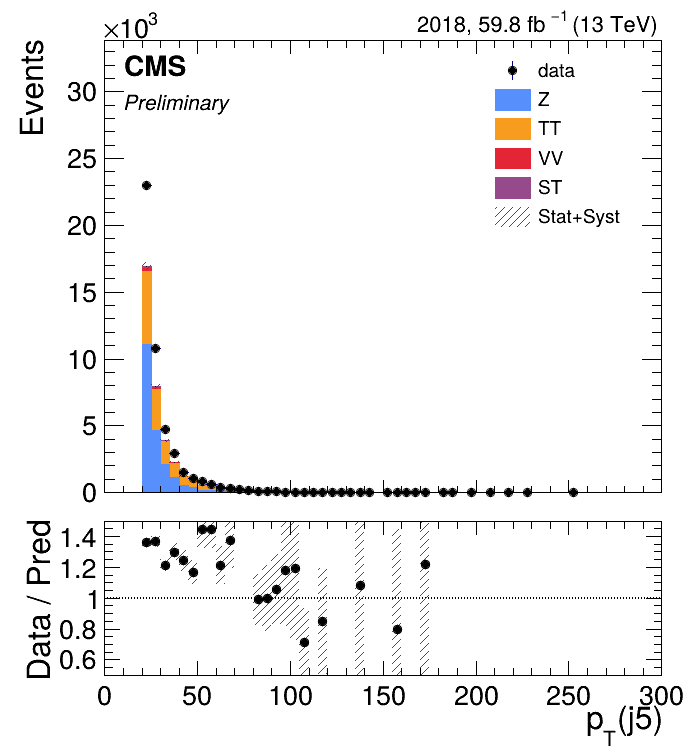 ×10³
2018, 59.8 fb⁻¹ (13 TeV)
CMS
Preliminary
Events
data
Z
TT
VV
ST
Stat+Syst
30
25
20
15
10
5
0
Data / Pred
1.4
1.2
1
0.8
0.6
0 50 100 150 200 250 300
p_T(j5)